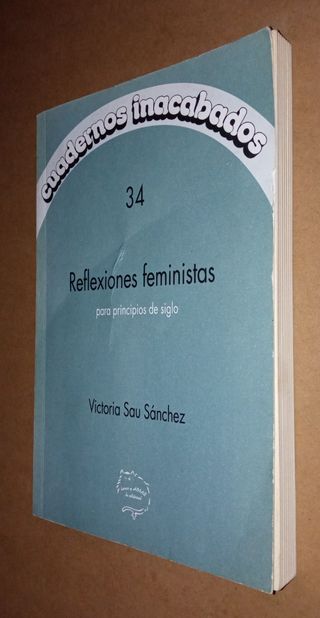 cuadernos inacabados
34
Reflexiones feministas
para principios de siglo
Victoria Sau Sánchez